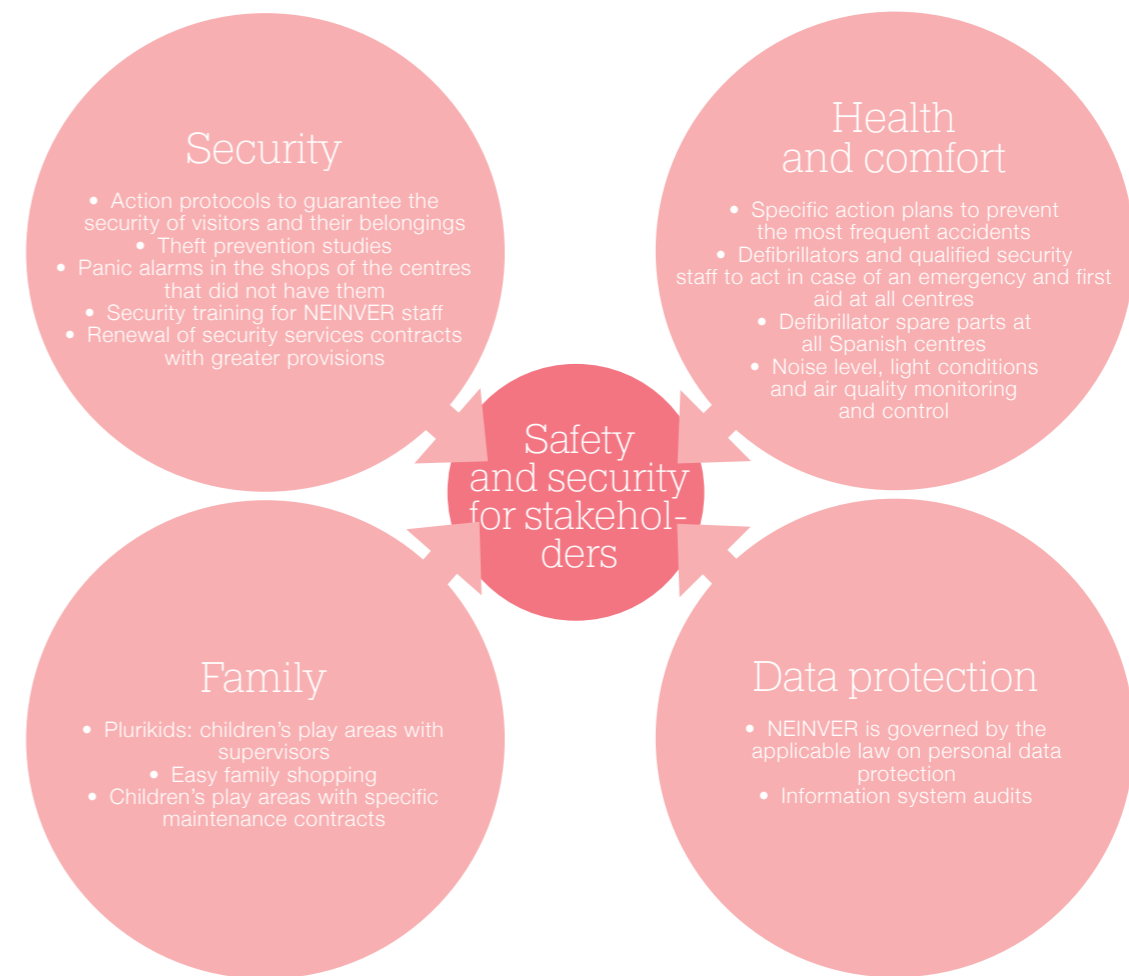 Security
• Action protocols to guarantee the
security of visitors and their belongings
• Theft prevention studies
• Panic alarms in the shops of the centres
that did not have them
• Security training for NEINVER staff
• Renewal of security services contracts
with greater provisions
Health
and comfort
• Specific action plans to prevent
the most frequent accidents
• Defibrillators and qualified security
staff to act in case of an emergency and first
aid at all centres
• Defibrillator spare parts at
all Spanish centres
• Noise level, light conditions
and air quality monitoring
and control
Safety
and security
for stakehol-
ders
Family
• Plurikids: children’s play areas with
supervisors
• Easy family shopping
• Children’s play areas with specific
maintenance contracts
Data protection
• NEINVER is governed by the
applicable law on personal data
protection
• Information system audits